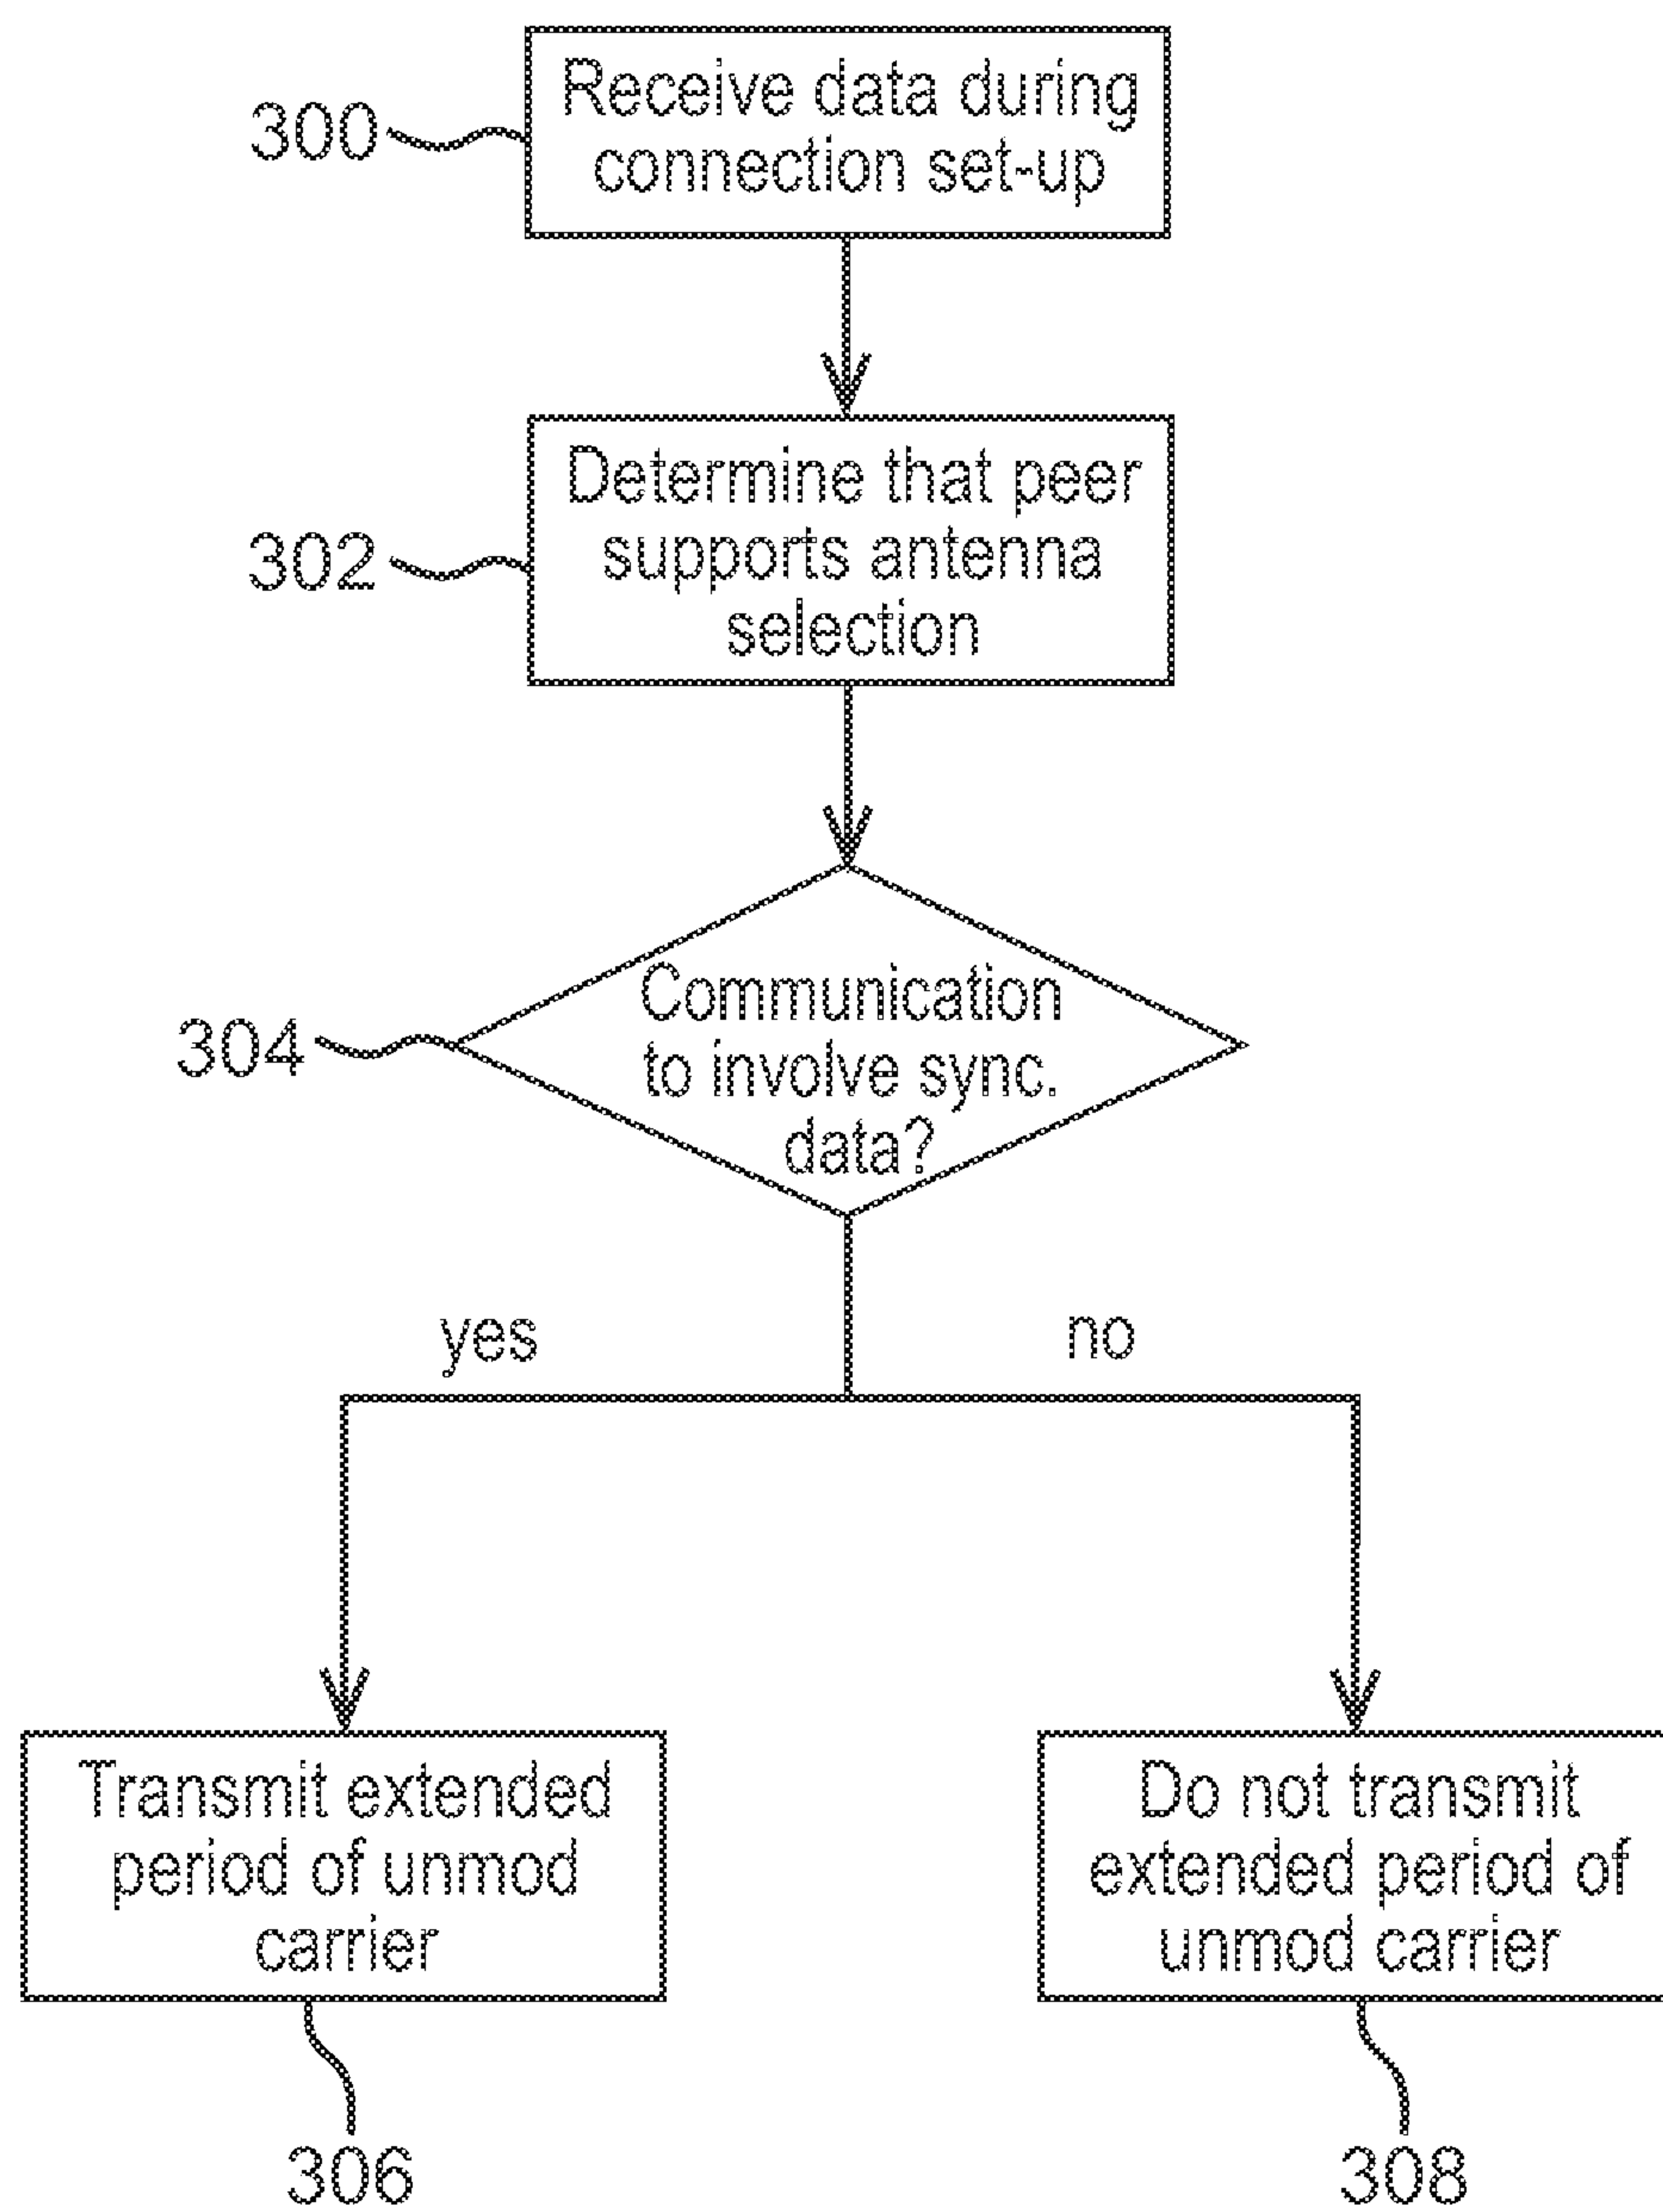 Receive data during
connection set-up
300
Determine that peer
supports antenna
selection
302
Communication
to involve sync.
data?
304
yes
no
Transmit extended
period of unmod
carrier
Do not transmit
extended period of
unmod carrier
306
308